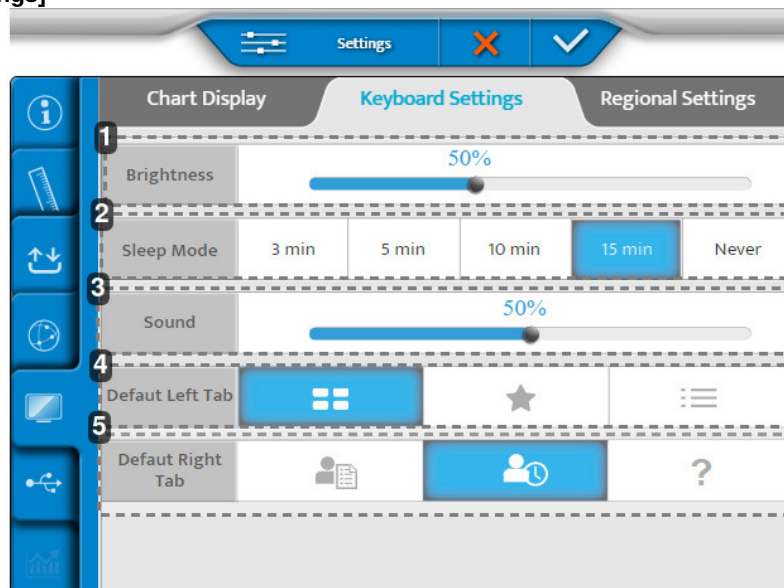 ngs]
Settings
Chart Display
Keyboard Settings
Regional Settings
1
50%
Brightness
2
Sleep Mode
3 min
5 min
10 min
15 min
Never
3
50%
Sound
4
Defaut Left Tab
5
Defaut Right
Tab
?